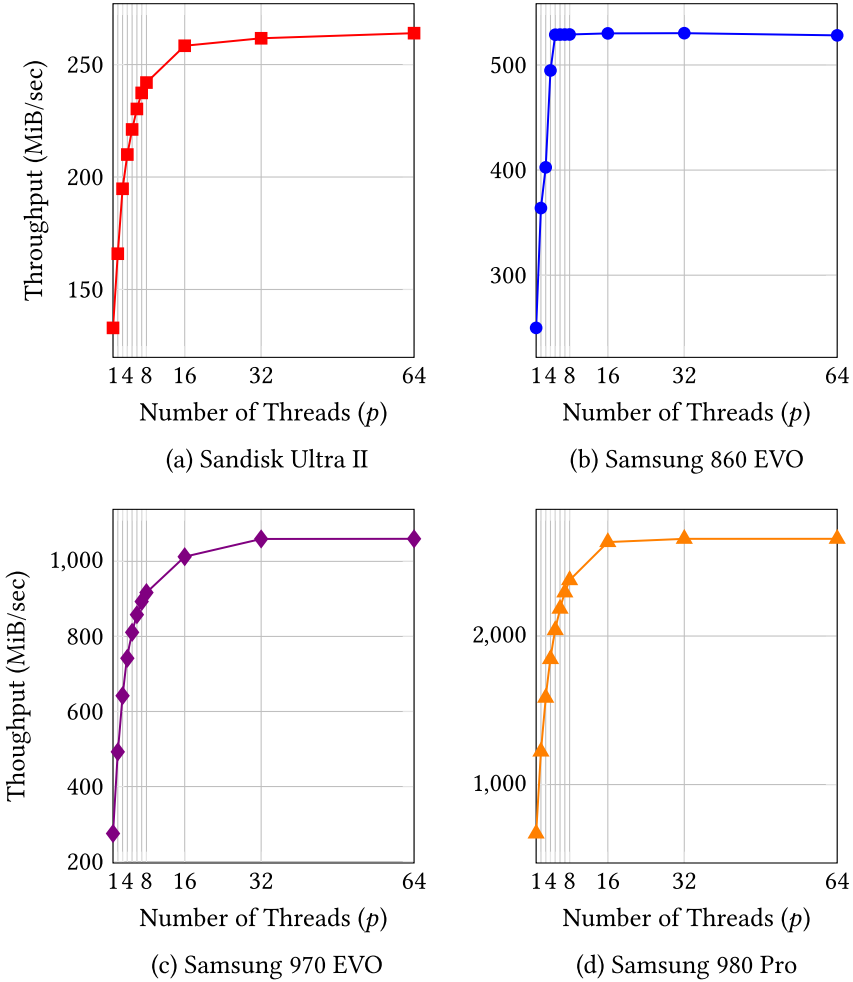 Throughput (MiB/sec)
250
200
150
1 4 8 16 32 64
Number of Threads (p)
(a) Sandisk Ultra II
500
400
300
1 4 8 16 32 64
Number of Threads (p)
(b) Samsung 860 EVO
Thoughput (MiB/sec)
1,000
800
600
400
200
1 4 8 16 32 64
Number of Threads (p)
(c) Samsung 970 EVO
2,000
1,000
1 4 8 16 32 64
Number of Threads (p)
(d) Samsung 980 Pro